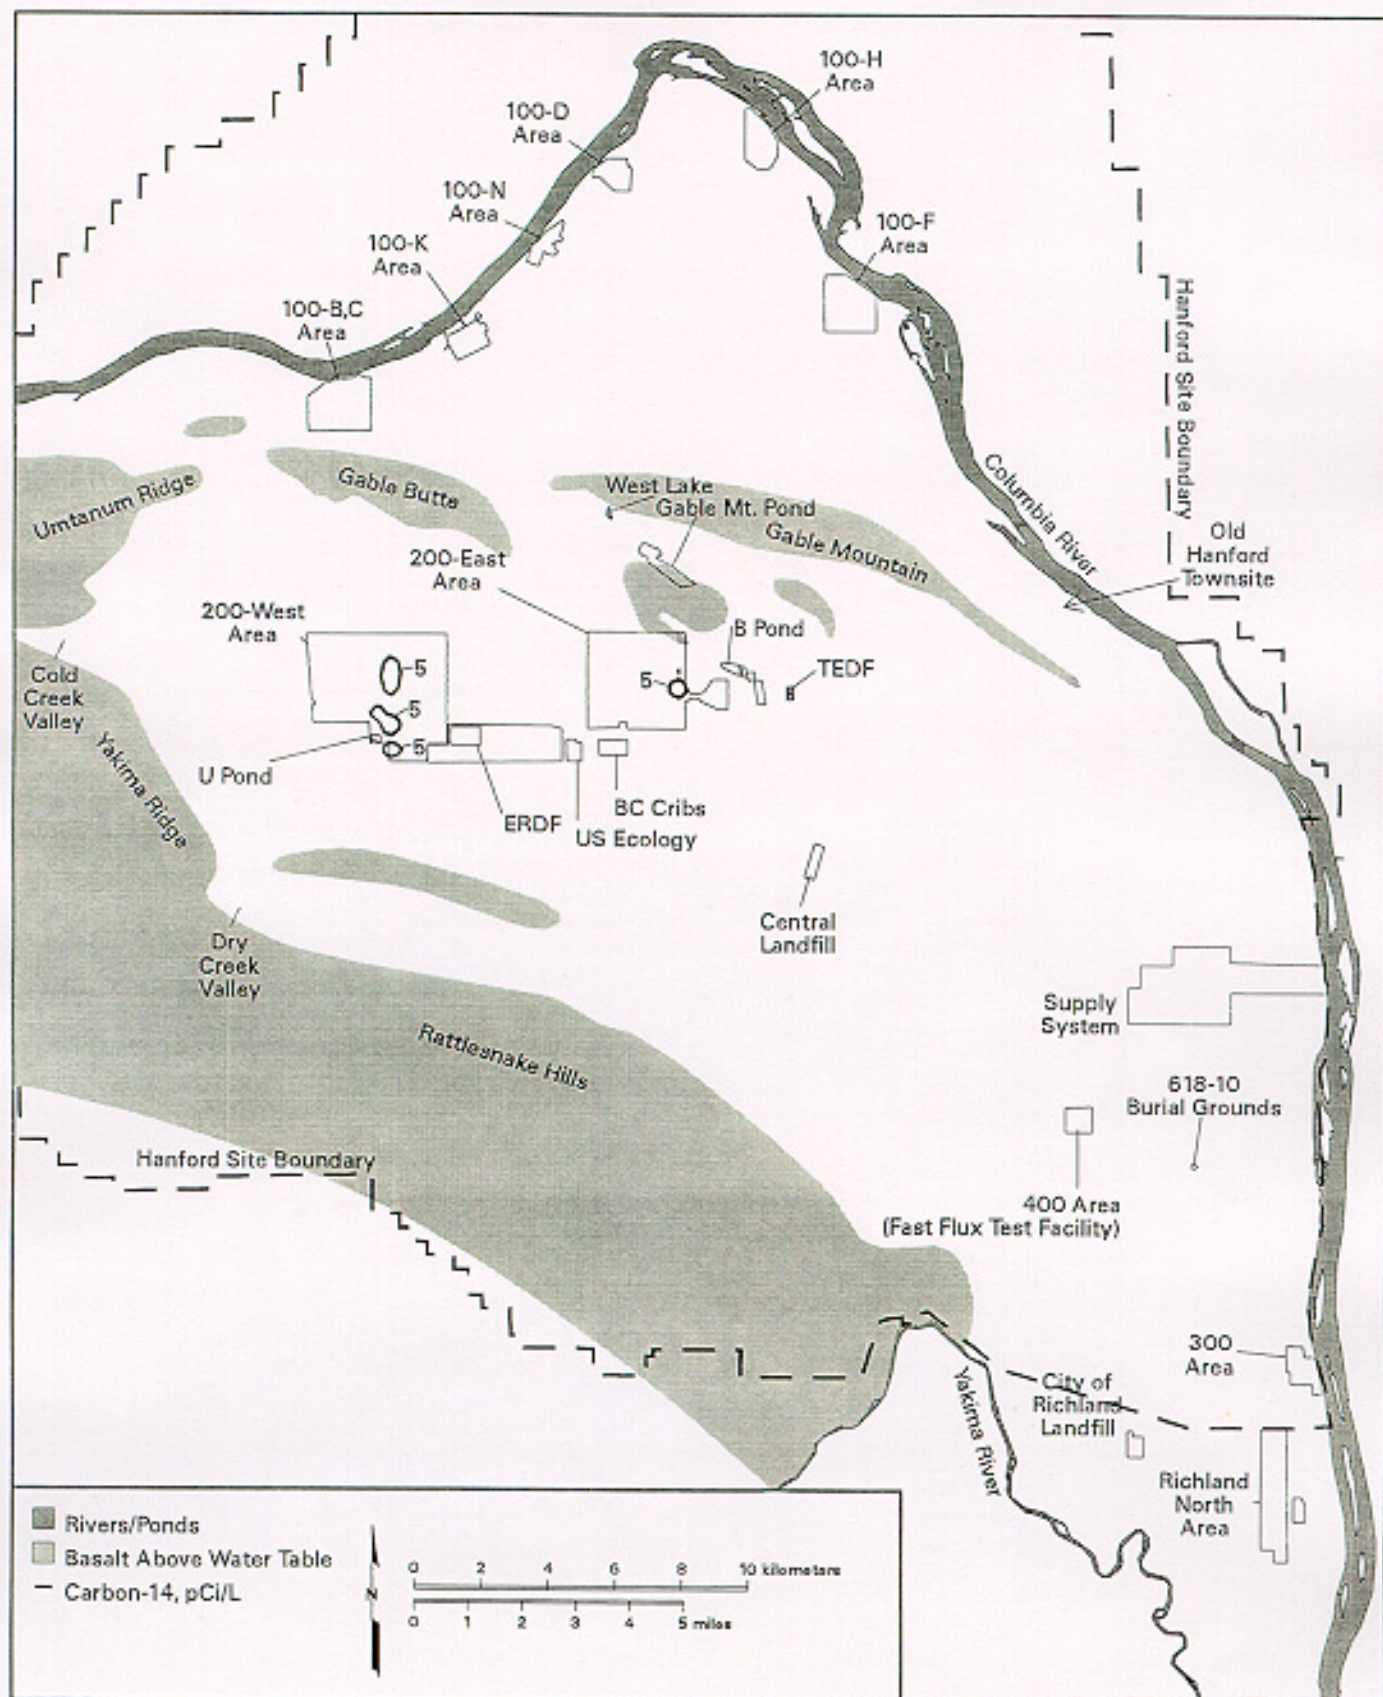 100-H
Area
100-D
Area
100-N
Area
100-F
Area
100-K
Area
100-B,C
Area
Hanford Site Boundary
Columbia River
Umtanum Ridge
Gable Butte
West Lake
Gable Mt. Pond
Gable Mountain
Old
Hanford
Townsite
200-East
Area
200-West
Area
B Pond
TEDF
5
5
5
5
Cold
Creek
Valley
Yakima Ridge
U Pond
ERDF
BC Cribs
US Ecology
Central
Landfill
Dry
Creek
Valley
Supply
System
Rattlesnake Hills
618-10
Burial Grounds
Hanford Site Boundary
400 Area
(Fast Flux Test Facility)
300
Area
City of
Richland
Landfill
Yakima River
Richland
North
Area
Rivers/Ponds
Basalt Above Water Table
Carbon-14, pCi/L
N
0 2 4 6 8 10 kilometers
0 1 2 3 4 5 miles